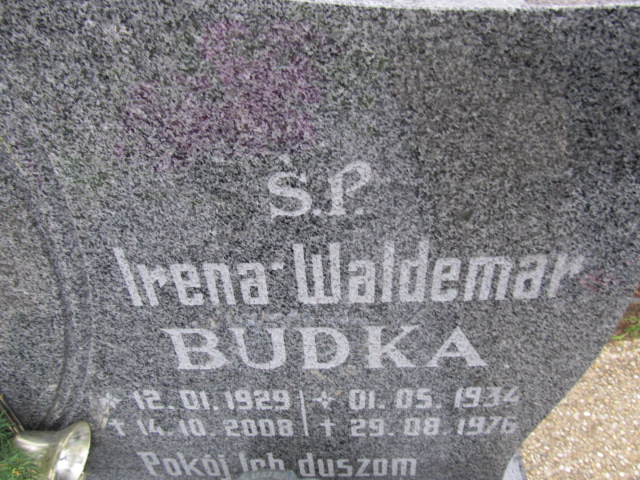 Ś.P.
Irena-Waldemar
BUDKA
* 12.01.1929 | * 01.05.1934
† 14.10.2008 | † 29.08.1976
Pokój Ich duszom